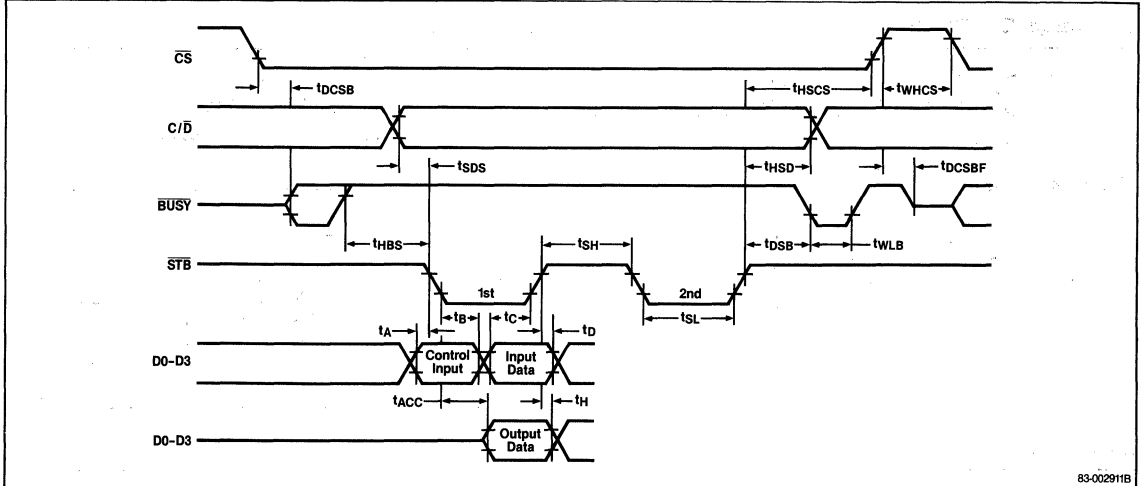 CS
tDCSB
tHSCS
tWHCS
C/D
tSDS
tHSD
tDCSBF
BUSY
tHBS
tSH
tDSB
tWLB
STB
1st
2nd
tA
tB
tC
tSL
tD
D0-D3
Control
Input
Input
Data
tACC
tH
D0-D3
Output
Data
83-002911B